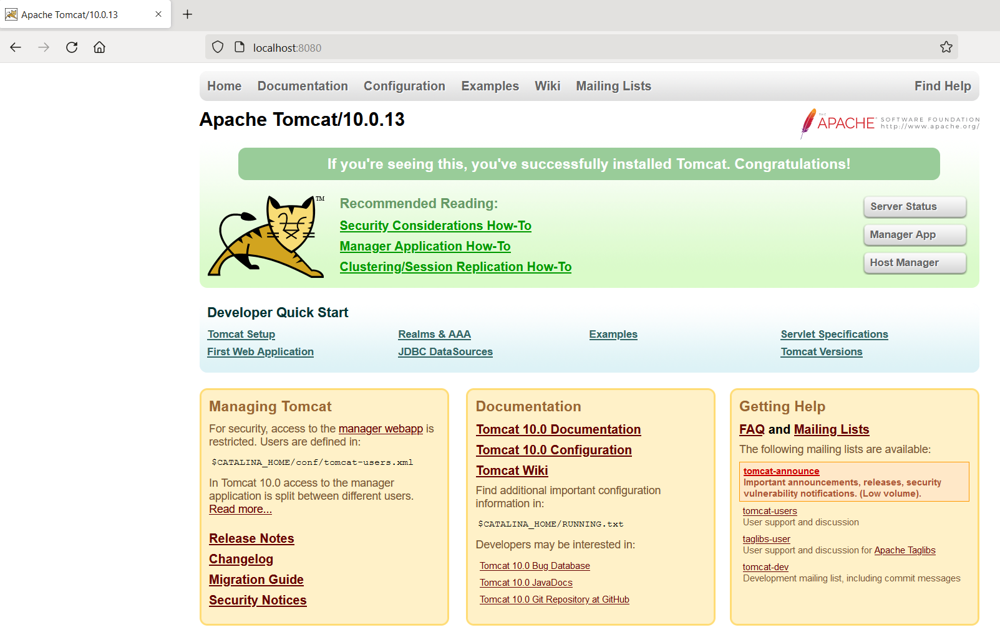 Apache Tomcat/10.0.13
localhost:8080
Home Documentation Configuration Examples Wiki Mailing Lists Find Help
Apache Tomcat/10.0.13
THE APACHE® SOFTWARE FOUNDATION
http://www.apache.org/
If you're seeing this, you've successfully installed Tomcat. Congratulations!
TM
Recommended Reading:
Security Considerations How-To
Manager Application How-To
Clustering/Session Replication How-To
Server Status
Manager App
Host Manager
Developer Quick Start
Tomcat Setup
First Web Application
Realms & AAA
JDBC DataSources
Examples
Servlet Specifications
Tomcat Versions
Managing Tomcat
For security, access to the manager webapp is
restricted. Users are defined in:
$CATALINA_HOME/conf/tomcat-users.xml
In Tomcat 10.0 access to the manager
application is split between different users.
Read more...
Release Notes
Changelog
Migration Guide
Security Notices
Documentation
Tomcat 10.0 Documentation
Tomcat 10.0 Configuration
Tomcat Wiki
Find additional important configuration
information in:
$CATALINA_HOME/RUNNING.txt
Developers may be interested in:
Tomcat 10.0 Bug Database
Tomcat 10.0 JavaDocs
Tomcat 10.0 Git Repository at GitHub
Getting Help
FAQ and Mailing Lists
The following mailing lists are available:
tomcat-announce
Important announcements, releases, security
vulnerability notifications. (Low volume).
tomcat-users
User support and discussion
taglibs-user
User support and discussion for Apache Taglibs
tomcat-dev
Development mailing list, including commit messages